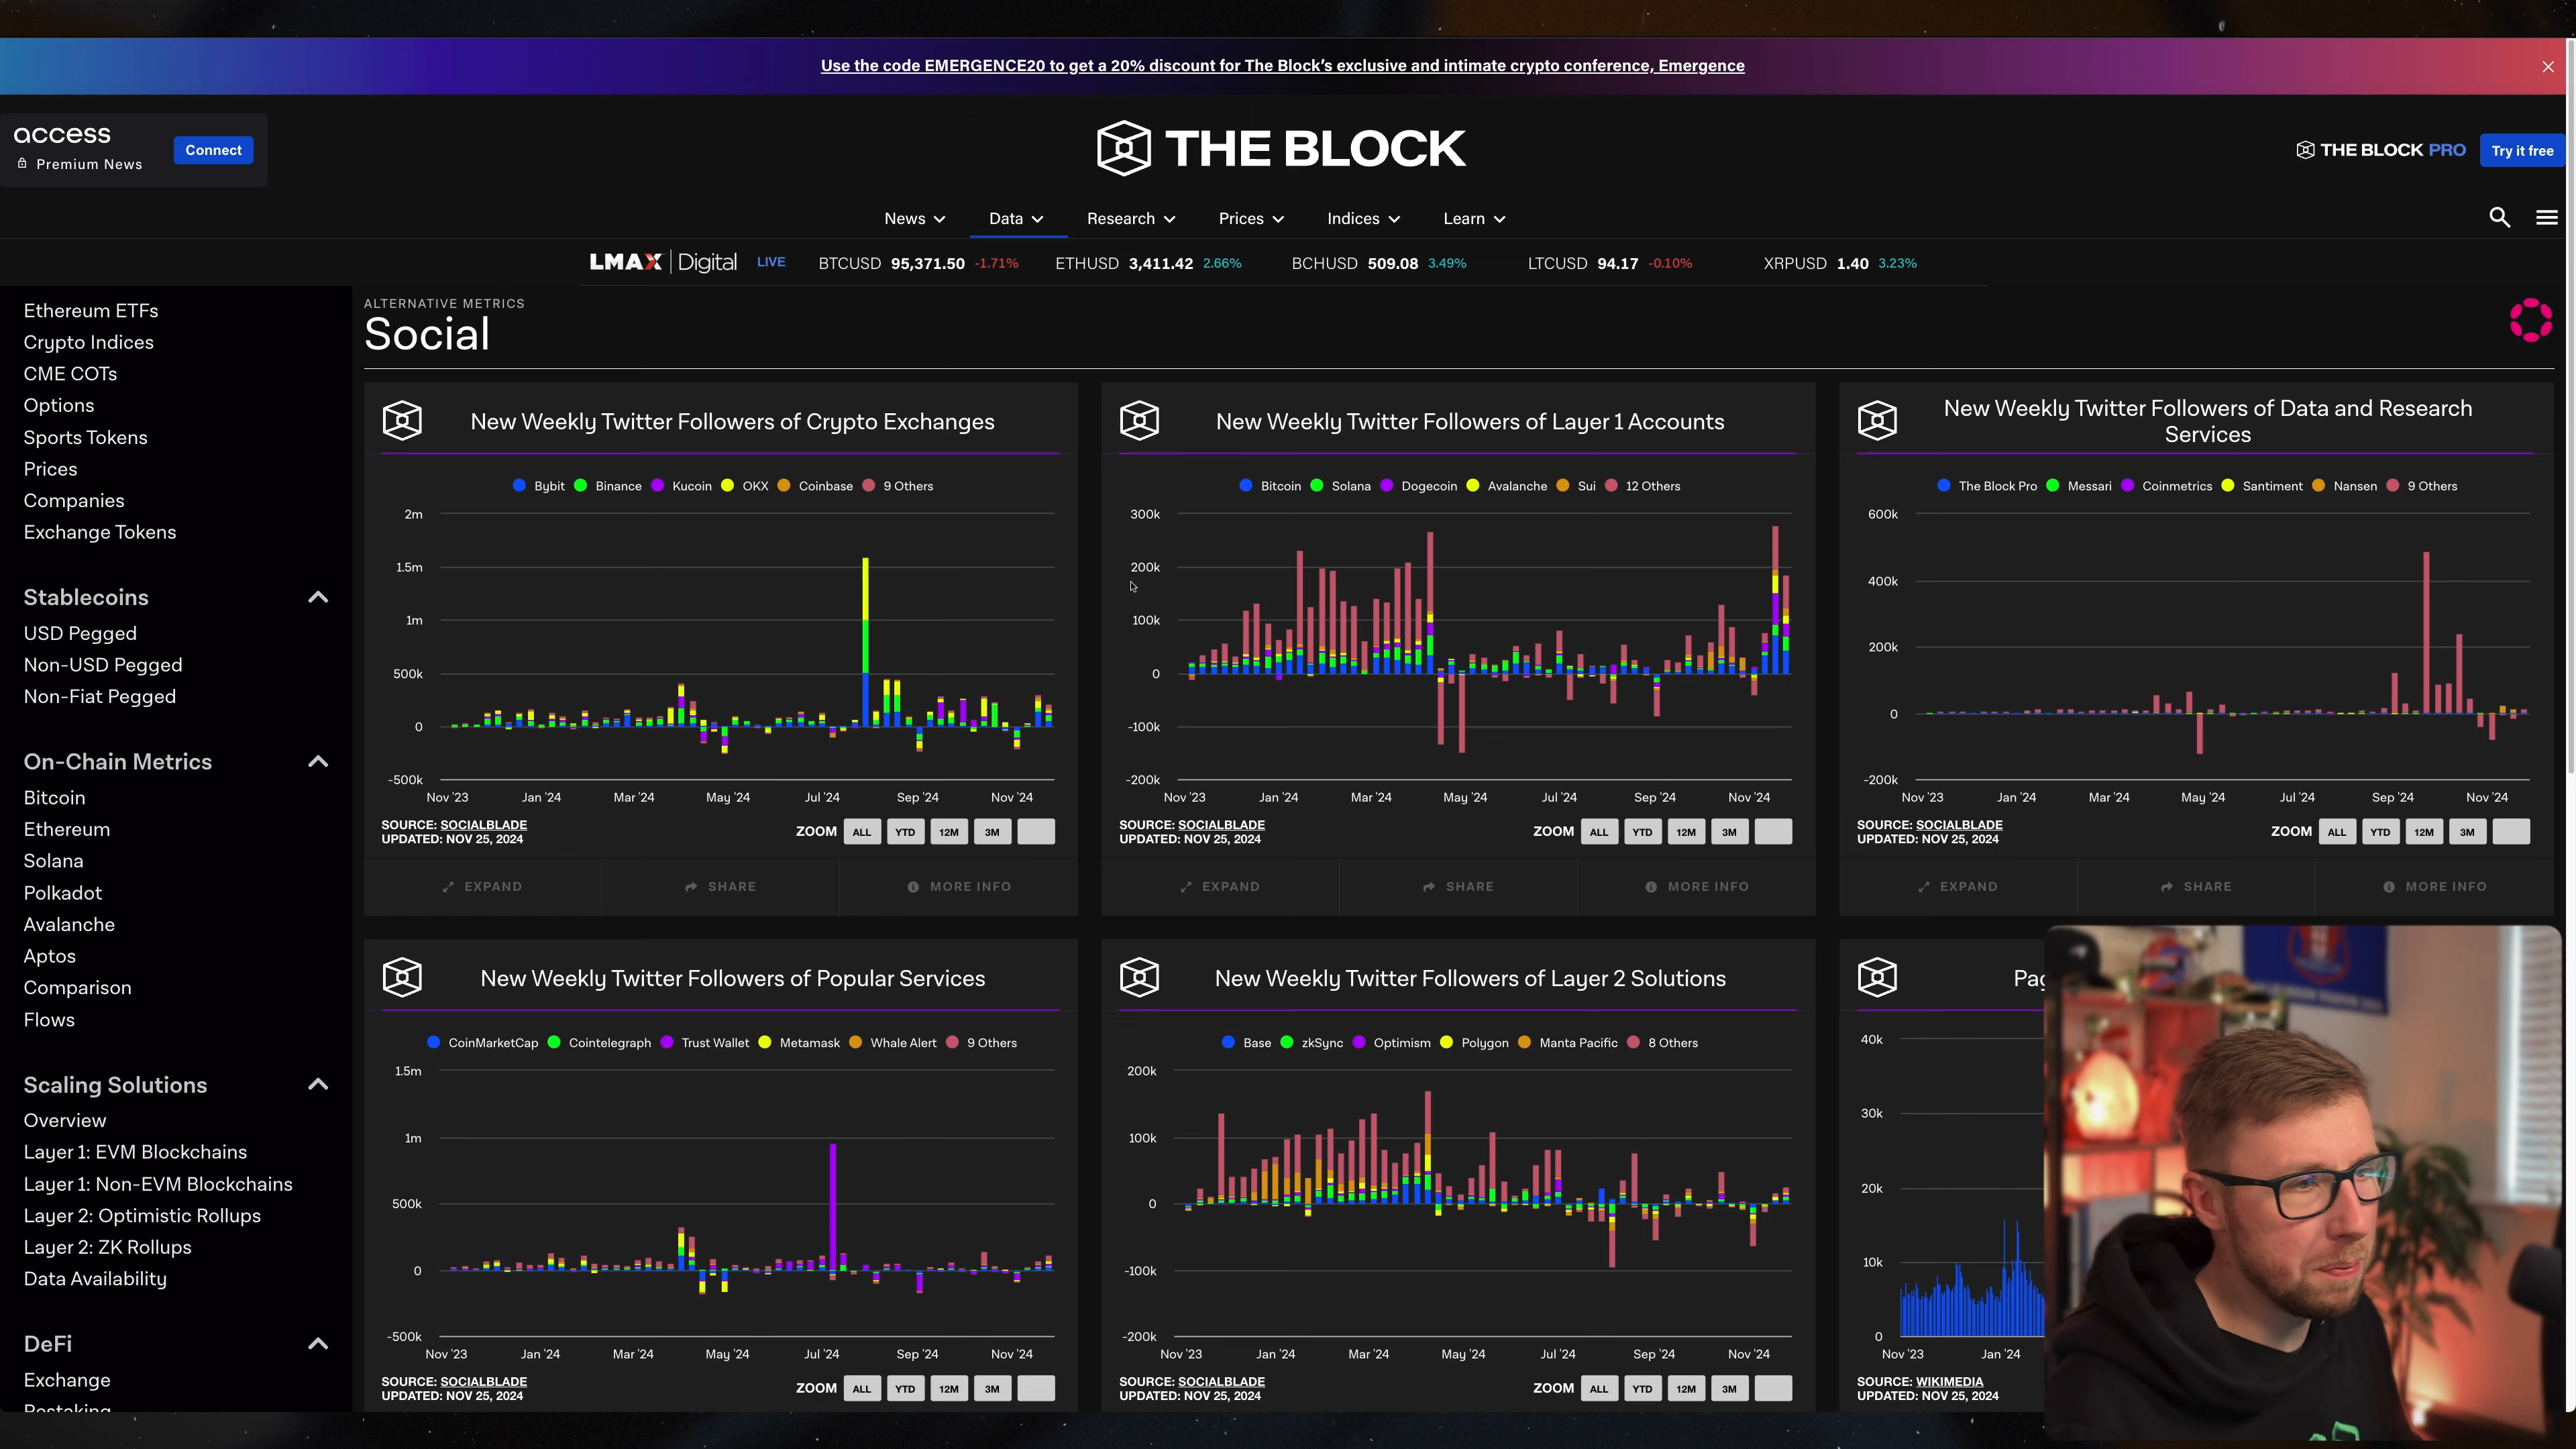 Use the code EMERGENCE20 to get a 20% discount for The Block's exclusive and intimate crypto conference, Emergence
access
Premium News
Connect
THE BLOCK
THE BLOCK PRO
Try it free
News
Data
Research
Prices
Indices
Learn
LMAX Digital LIVE BTCUSD 95,371.50 -1.71% ETHUSD 3,411.42 2.66% BCHUSD 509.08 3.49% LTCUSD 94.17 -0.10% XRPUSD 1.40 3.23%
Ethereum ETFs
Crypto Indices
CME COTs
Options
Sports Tokens
Prices
Companies
Exchange Tokens
Stablecoins
USD Pegged
Non-USD Pegged
Non-Fiat Pegged
On-Chain Metrics
Bitcoin
Ethereum
Solana
Polkadot
Avalanche
Aptos
Comparison
Flows
Scaling Solutions
Overview
Layer 1: EVM Blockchains
Layer 1: Non-EVM Blockchains
Layer 2: Optimistic Rollups
Layer 2: ZK Rollups
Data Availability
DeFi
Exchange
Restaking
ALTERNATIVE METRICS
Social
New Weekly Twitter Followers of Crypto Exchanges
Bybit Binance Kucoin OKX Coinbase 9 Others
2m
1.5m
1m
500k
0
-500k
Nov '23 Jan '24 Mar '24 May '24 Jul '24 Sep '24 Nov '24
SOURCE: SOCIALBLADE
UPDATED: NOV 25, 2024
ZOOM ALL YTD 12M 3M
EXPAND SHARE MORE INFO
New Weekly Twitter Followers of Layer 1 Accounts
Bitcoin Solana Dogecoin Avalanche Sui 12 Others
300k
200k
100k
0
-100k
-200k
Nov '23 Jan '24 Mar '24 May '24 Jul '24 Sep '24 Nov '24
SOURCE: SOCIALBLADE
UPDATED: NOV 25, 2024
ZOOM ALL YTD 12M 3M
EXPAND SHARE MORE INFO
New Weekly Twitter Followers of Data and Research
Services
The Block Pro Messari Coinmetrics Santiment Nansen 9 Others
600k
400k
200k
0
-200k
Nov '23 Jan '24 Mar '24 May '24 Jul '24 Sep '24 Nov '24
SOURCE: SOCIALBLADE
UPDATED: NOV 25, 2024
ZOOM ALL YTD 12M 3M
EXPAND SHARE MORE INFO
New Weekly Twitter Followers of Popular Services
CoinMarketCap Cointelegraph Trust Wallet Metamask Whale Alert 9 Others
1.5m
1m
500k
0
-500k
Nov '23 Jan '24 Mar '24 May '24 Jul '24 Sep '24 Nov '24
SOURCE: SOCIALBLADE
UPDATED: NOV 25, 2024
ZOOM ALL YTD 12M 3M
New Weekly Twitter Followers of Layer 2 Solutions
Base zkSync Optimism Polygon Manta Pacific 8 Others
200k
100k
0
-100k
-200k
Nov '23 Jan '24 Mar '24 May '24 Jul '24 Sep '24 Nov '24
SOURCE: SOCIALBLADE
UPDATED: NOV 25, 2024
ZOOM ALL YTD 12M 3M
Pag
40k
30k
20k
10k
0
Nov '23 Jan '24
SOURCE: WIKIMEDIA
UPDATED: NOV 25, 2024